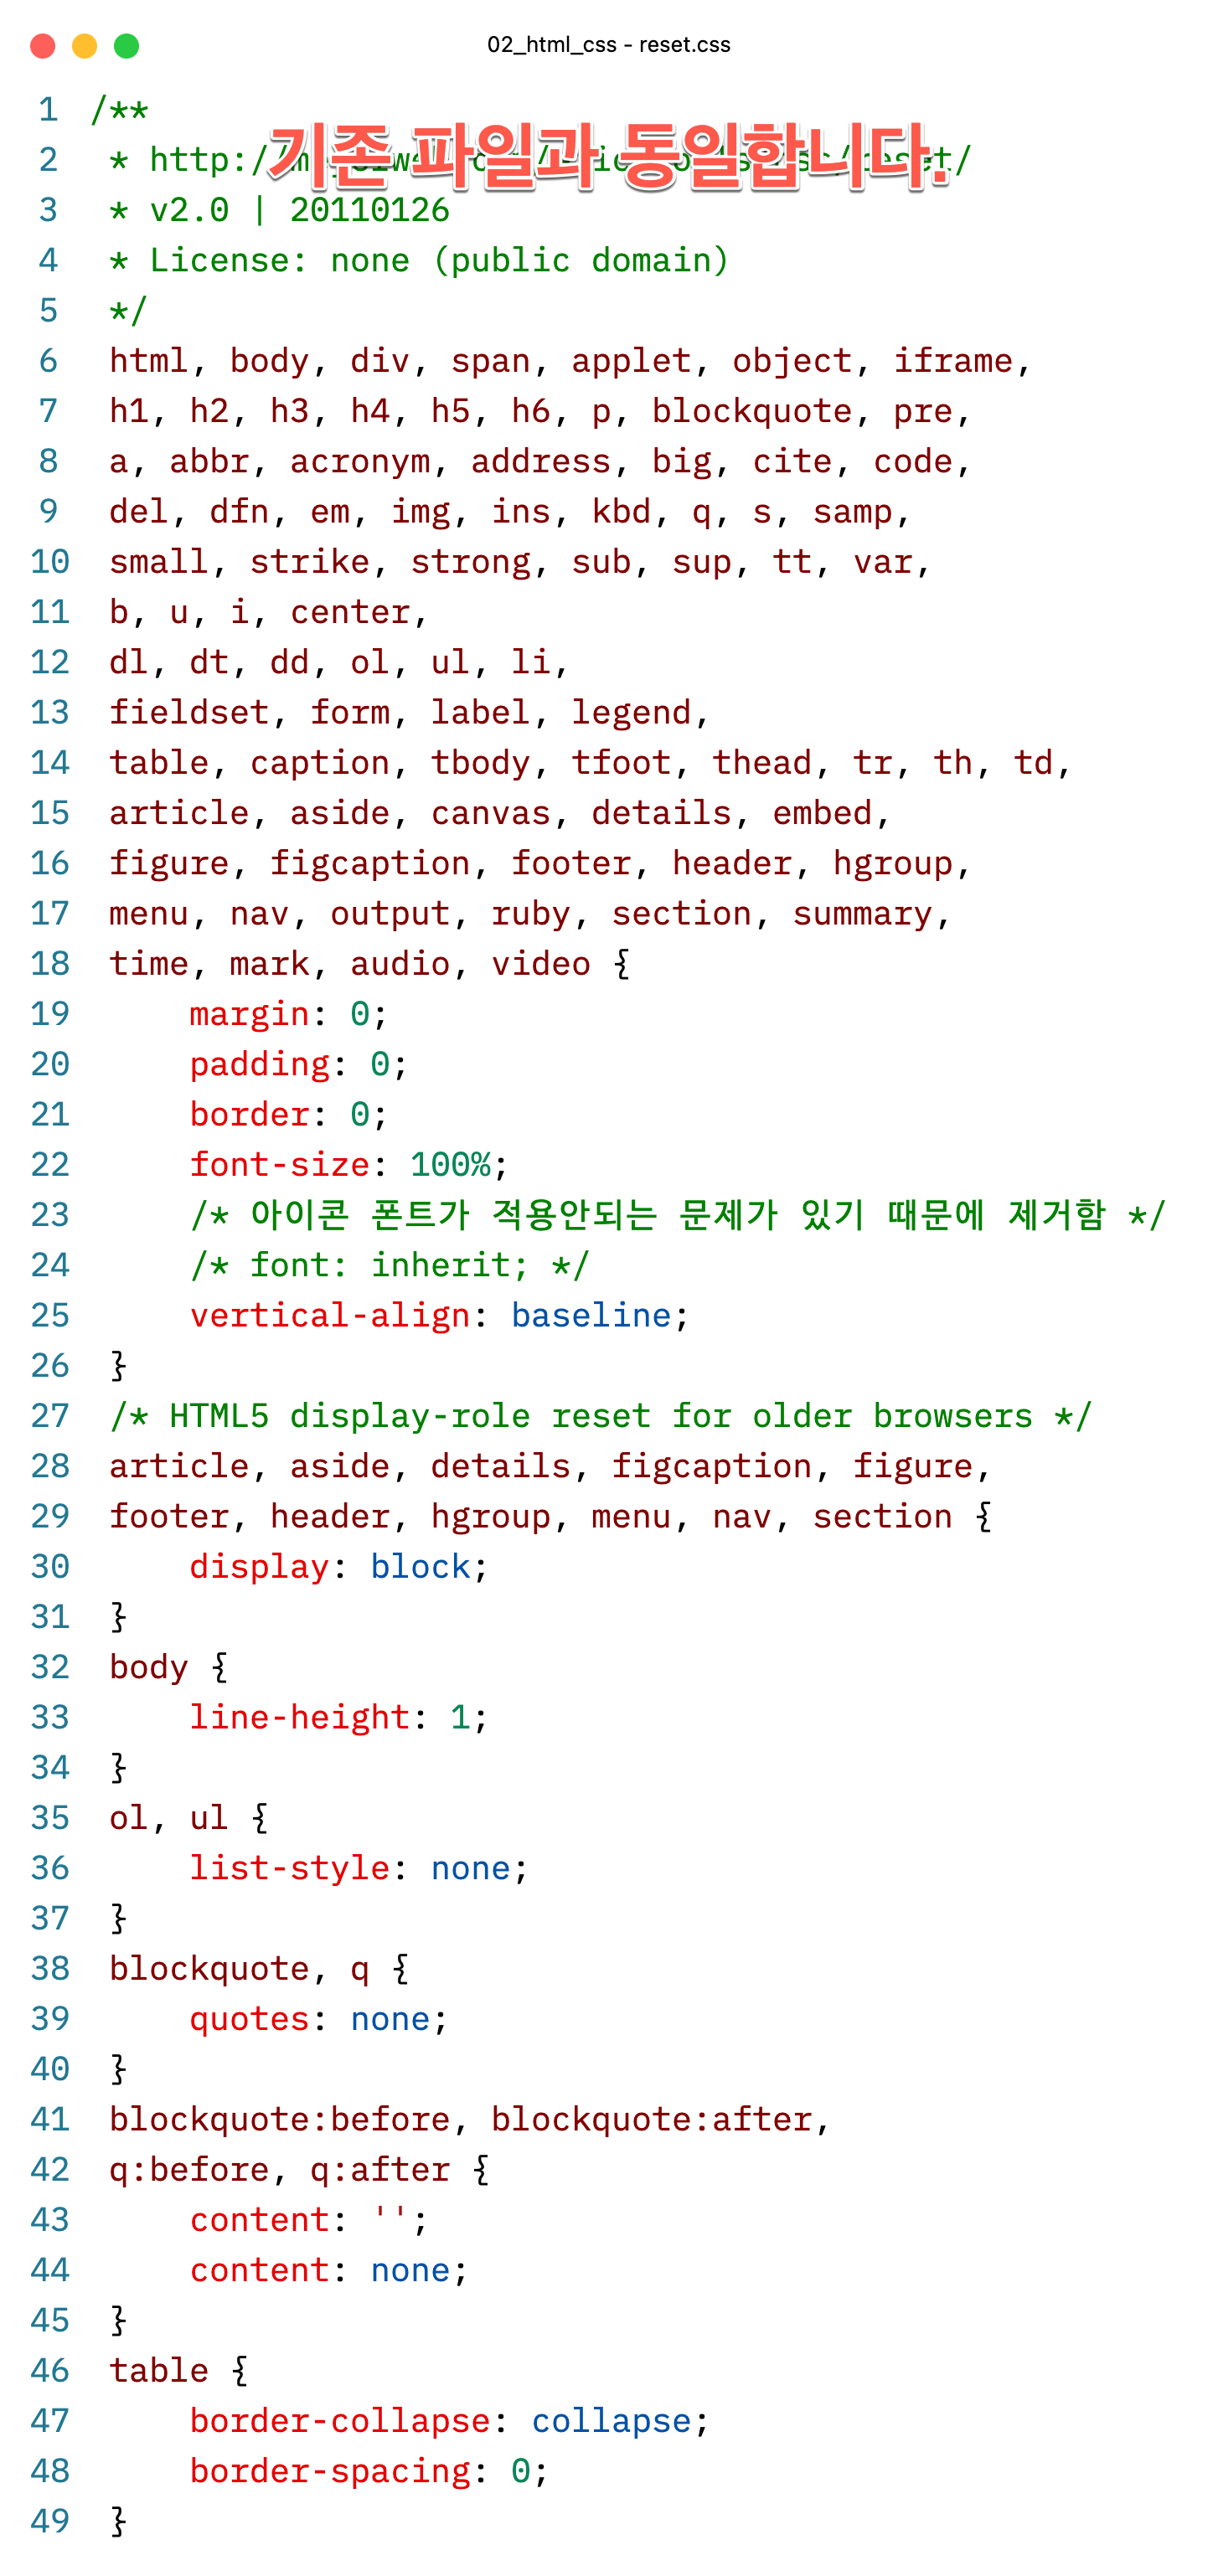 02_html_css - reset.css
기존 파일과 동일합니다.
1 /**
2 * http:/
3 * v2.0 | 20110126
4 * License: none (public domain)
5 */
6 html, body, div, span, applet, object, iframe,
7 h1, h2, h3, h4, h5, h6, p, blockquote, pre,
8 a, abbr, acronym, address, big, cite, code,
9 del, dfn, em, img, ins, kbd, q, s, samp,
10 small, strike, strong, sub, sup, tt, var,
11 b, u, i, center,
12 dl, dt, dd, ol, ul, li,
13 fieldset, form, label, legend,
14 table, caption, tbody, tfoot, thead, tr, th, td,
15 article, aside, canvas, details, embed,
16 figure, figcaption, footer, header, hgroup,
17 menu, nav, output, ruby, section, summary,
18 time, mark, audio, video {
19 margin: 0;
20 padding: 0;
21 border: 0;
22 font-size: 100%;
23 /* 아이콘 폰트가 적용안되는 문제가 있기 때문에 제거함 */
24 /* font: inherit; */
25 vertical-align: baseline;
26 }
27 /* HTML5 display-role reset for older browsers */
28 article, aside, details, figcaption, figure,
29 footer, header, hgroup, menu, nav, section {
30 display: block;
31 }
32 body {
33 line-height: 1;
34 }
35 ol, ul {
36 list-style: none;
37 }
38 blockquote, q {
39 quotes: none;
40 }
41 blockquote:before, blockquote:after,
42 q:before, q:after {
43 content: '';
44 content: none;
45 }
46 table {
47 border-collapse: collapse;
48 border-spacing: 0;
49 }